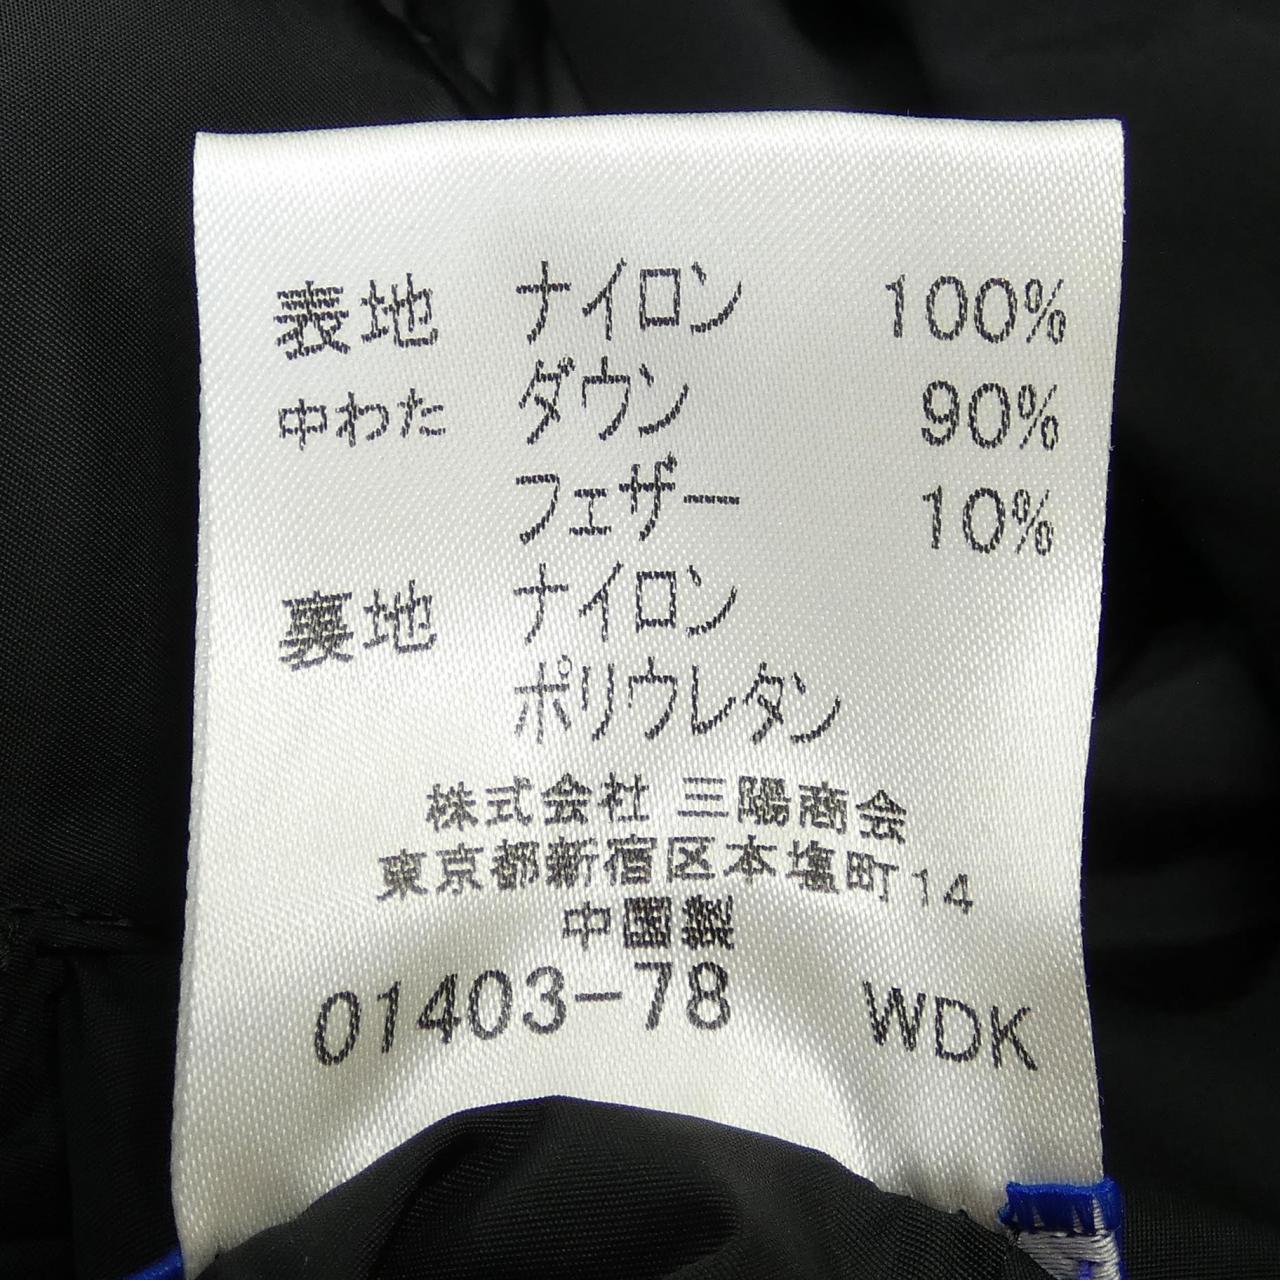 表地 ナイロン 100%
中わた ダウン 90%
フェザー 10%
裏地 ナイロン
ポリウレタン
株式会社 三陽商会
東京都新宿区本塩町14
中國製
01403-78 WDK